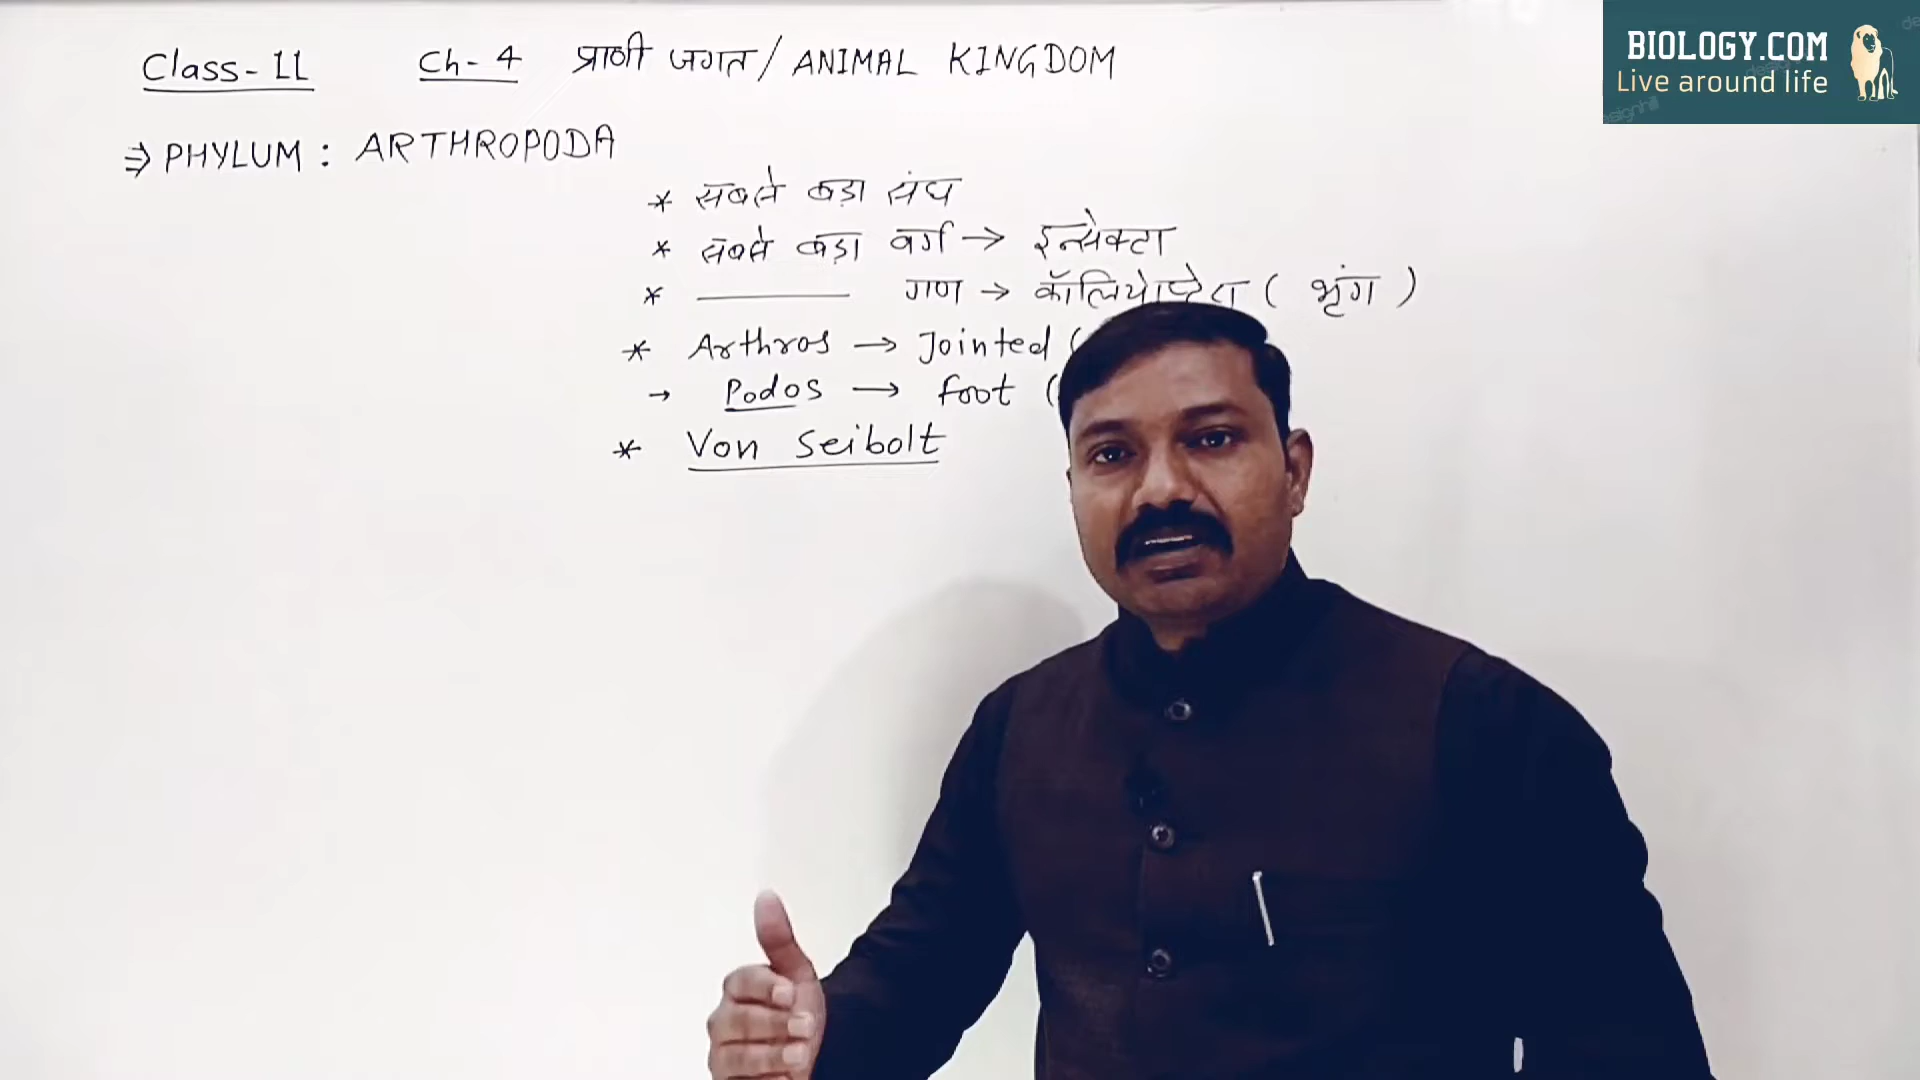 Class-11 Ch-4 प्राणी जगत / ANIMAL KINGDOM
⇒ PHYLUM : ARTHROPODA
* सबसे बड़ा संघ
* सबसे बड़ा वर्ग → इन्सेक्टा
* ——— गण → कॉलियोप्टेरा ( भृंग )
* Arthros → Jointed (
→ Podos → foot (
* Von Seibolt
BIOLOGY.COM
Live around life